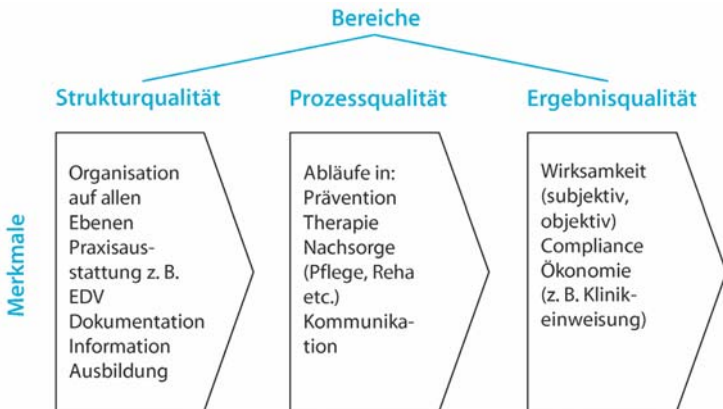 Bereiche
Strukturqualität
Prozessqualität
Ergebnisqualität
Merkmale
Organisation
auf allen
Ebenen
Praxisaus-
stattung z. B.
EDV
Dokumentation
Information
Ausbildung
Abläufe in:
Prävention
Therapie
Nachsorge
(Pflege, Reha
etc.)
Kommunika-
tion
Wirksamkeit
(subjektiv,
objektiv)
Compliance
Ökonomie
(z. B. Klinik-
einweisung)